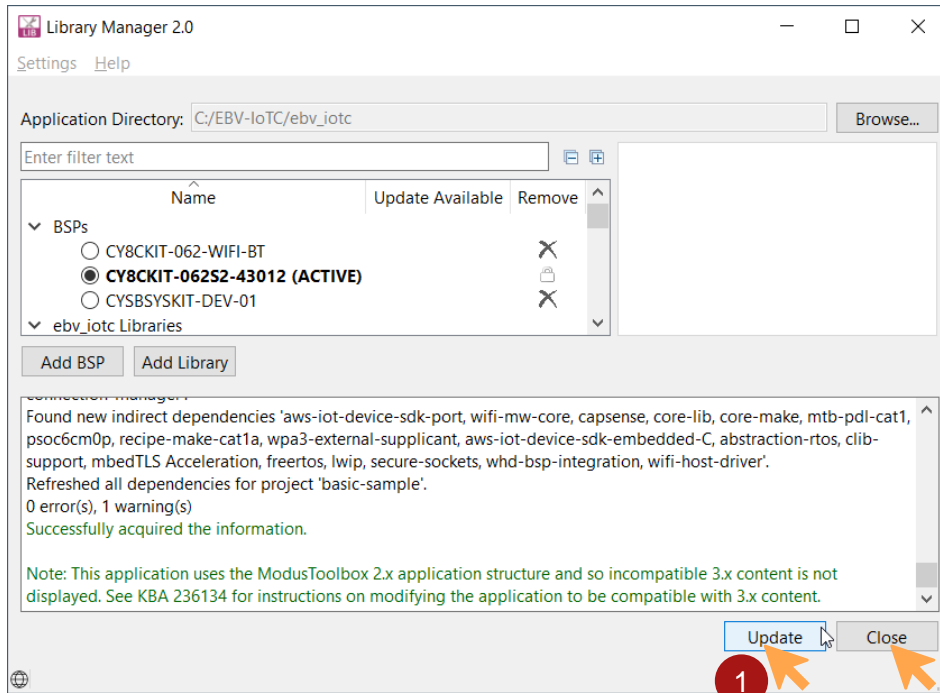 Library Manager 2.0
Settings Help
Application Directory: C:/EBV-IoTC/ebv_iotc Browse...
Enter filter text
Name Update Available Remove
BSPs
CY8CKIT-062-WIFI-BT
CY8CKIT-062S2-43012 (ACTIVE)
CYSBSYSKIT-DEV-01
ebv_iotc Libraries
Add BSP Add Library
connection-manager'.
Found new indirect dependencies 'aws-iot-device-sdk-port, wifi-mw-core, capsense, core-lib, core-make, mtb-pdl-cat1,
psoc6cm0p, recipe-make-cat1a, wpa3-external-supplicant, aws-iot-device-sdk-embedded-C, abstraction-rtos, clib-
support, mbedTLS Acceleration, freertos, lwip, secure-sockets, whd-bsp-integration, wifi-host-driver'.
Refreshed all dependencies for project 'basic-sample'.
0 error(s), 1 warning(s)
Successfully acquired the information.
Note: This application uses the ModusToolbox 2.x application structure and so incompatible 3.x content is not
displayed. See KBA 236134 for instructions on modifying the application to be compatible with 3.x content.
Update Close
1